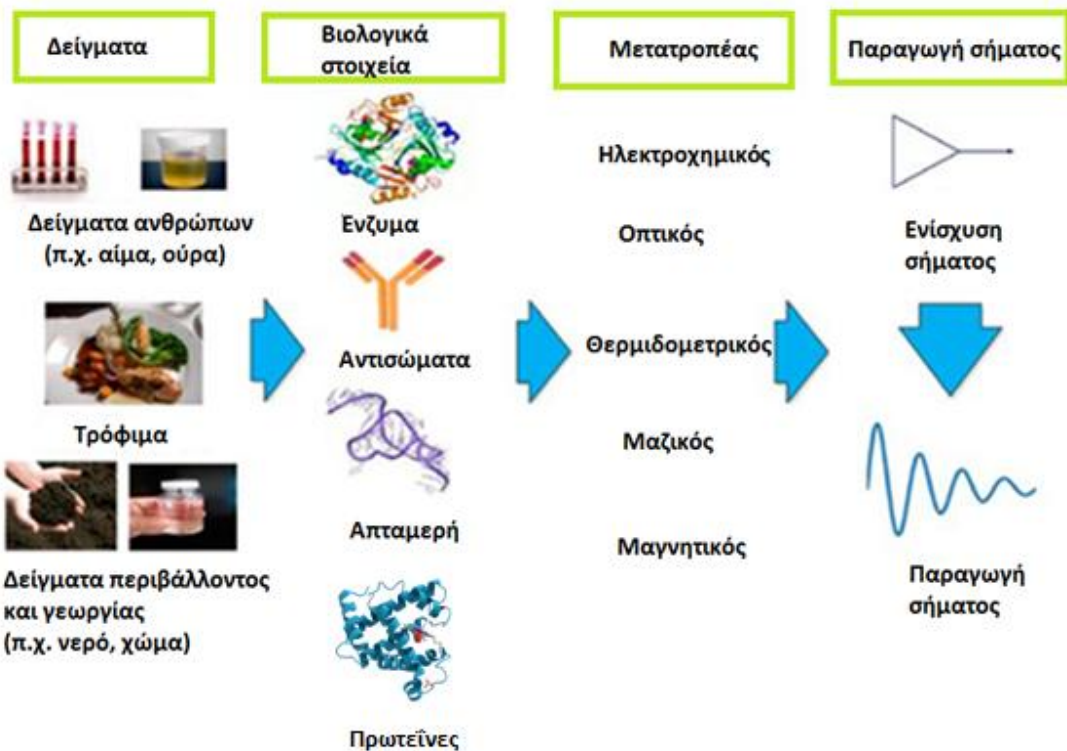 Δείγματα
Βιολογικά
στοιχεία
Μετατροπέας
Παραγωγή σήματος
Δείγματα ανθρώπων
(π.χ. αίμα, ούρα)
Τρόφιμα
Δείγματα περιβάλλοντος
και γεωργίας
(π.χ. νερό, χώμα)
Ένζυμα
Αντισώματα
Απταμερή
Πρωτεΐνες
Ηλεκτροχημικός
Οπτικός
Θερμιδομετρικός
Μαζικός
Μαγνητικός
Ενίσχυση
σήματος
Παραγωγή
σήματος